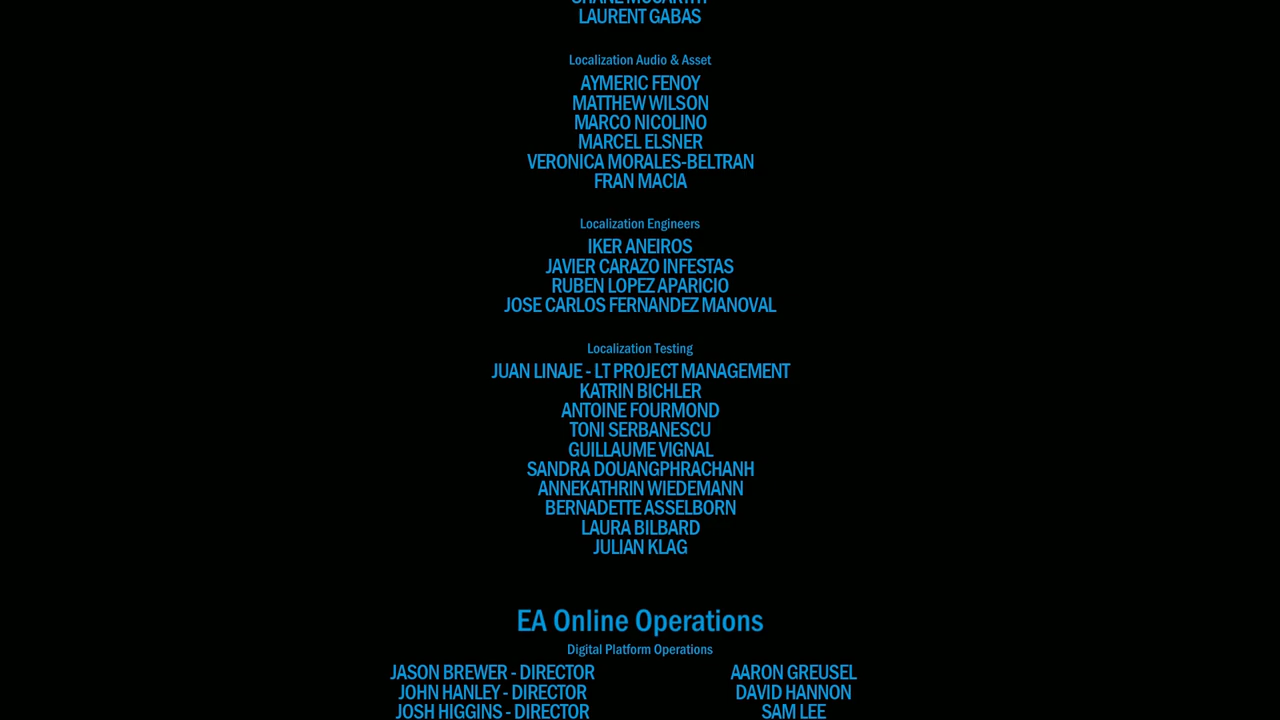 LAURENT GABAS
Localization Audio & Asset
AYMERIC FENOY
MATTHEW WILSON
MARCO NICOLINO
MARCEL ELSNER
VERONICA MORALES-BELTRAN
FRAN MACIA
Localization Engineers
IKER ANEIROS
JAVIER CARAZO INFESTAS
RUBEN LOPEZ APARICIO
JOSE CARLOS FERNANDEZ MANOVAL
Localization Testing
JUAN LINAJE - LT PROJECT MANAGEMENT
KATRIN BICHLER
ANTOINE FOURMOND
TONI SERBANESCU
GUILLAUME VIGNAL
SANDRA DOUANGPHRACHANH
ANNEKATHRIN WIEDEMANN
BERNADETTE ASSELBORN
LAURA BILBARD
JULIAN KLAG
EA Online Operations
Digital Platform Operations
JASON BREWER - DIRECTOR
JOHN HANLEY - DIRECTOR
JOSH HIGGINS - DIRECTOR
AARON GREUSEL
DAVID HANNON
SAM LEE